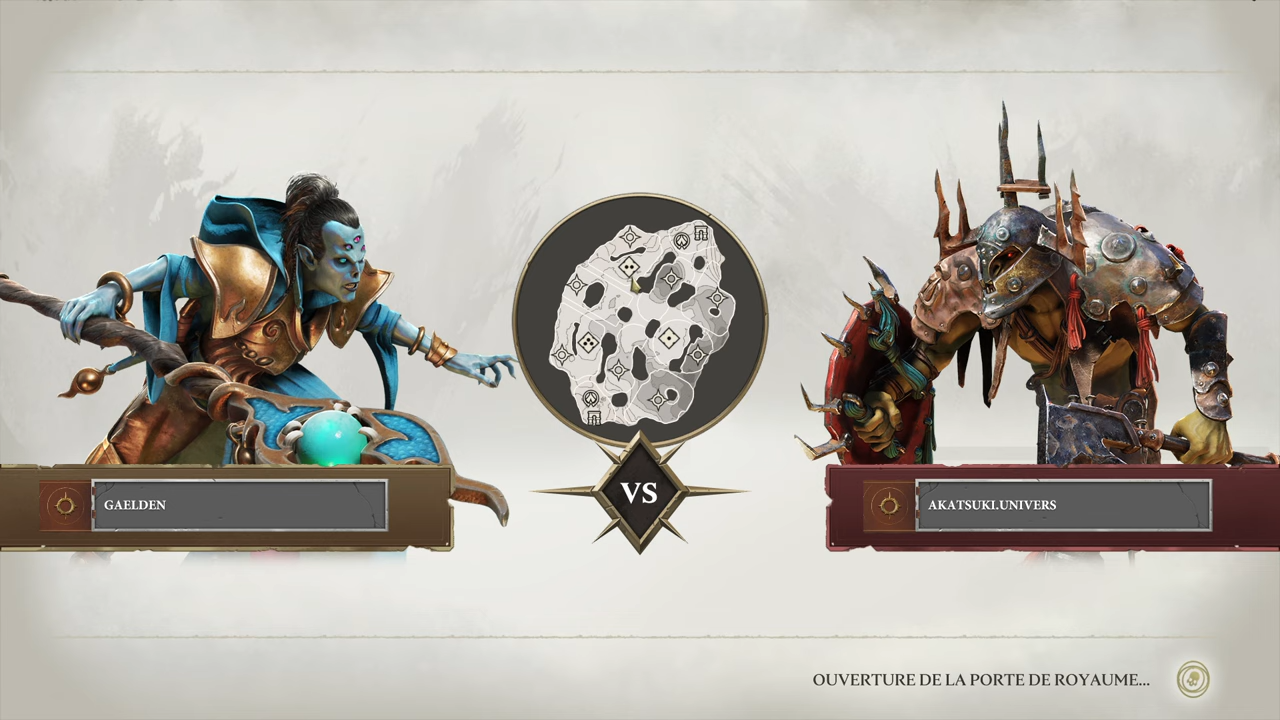 GAELDEN
VS
AKATSUKI.UNIVERS
OUVERTURE DE LA PORTE DE ROYAUME...